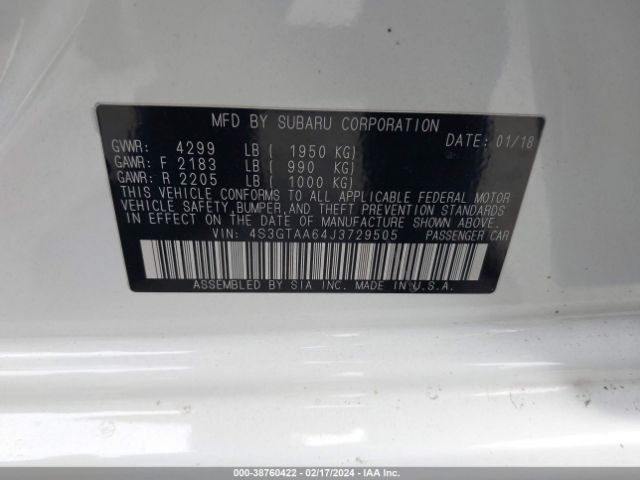 MFD BY SUBARU CORPORATION
GVWR: 4299 LB ( 1950 KG) DATE: 01/18
GAWR: F 2183 LB ( 990 KG)
GAWR: R 2205 LB ( 1000 KG)
THIS VEHICLE CONFORMS TO ALL APPLICABLE FEDERAL MOTOR
VEHICLE SAFETY,BUMPER,AND THEFT PREVENTION STANDARDS
IN EFFECT ON THE DATE OF MANUFACTURE SHOWN ABOVE.
VIN: 4S3GTAA64J3729505 PASSENGER CAR
ASSEMBLED BY SIA INC. MADE IN U.S.A.
000-38760422 - 02/17/2024 - IAA Inc.